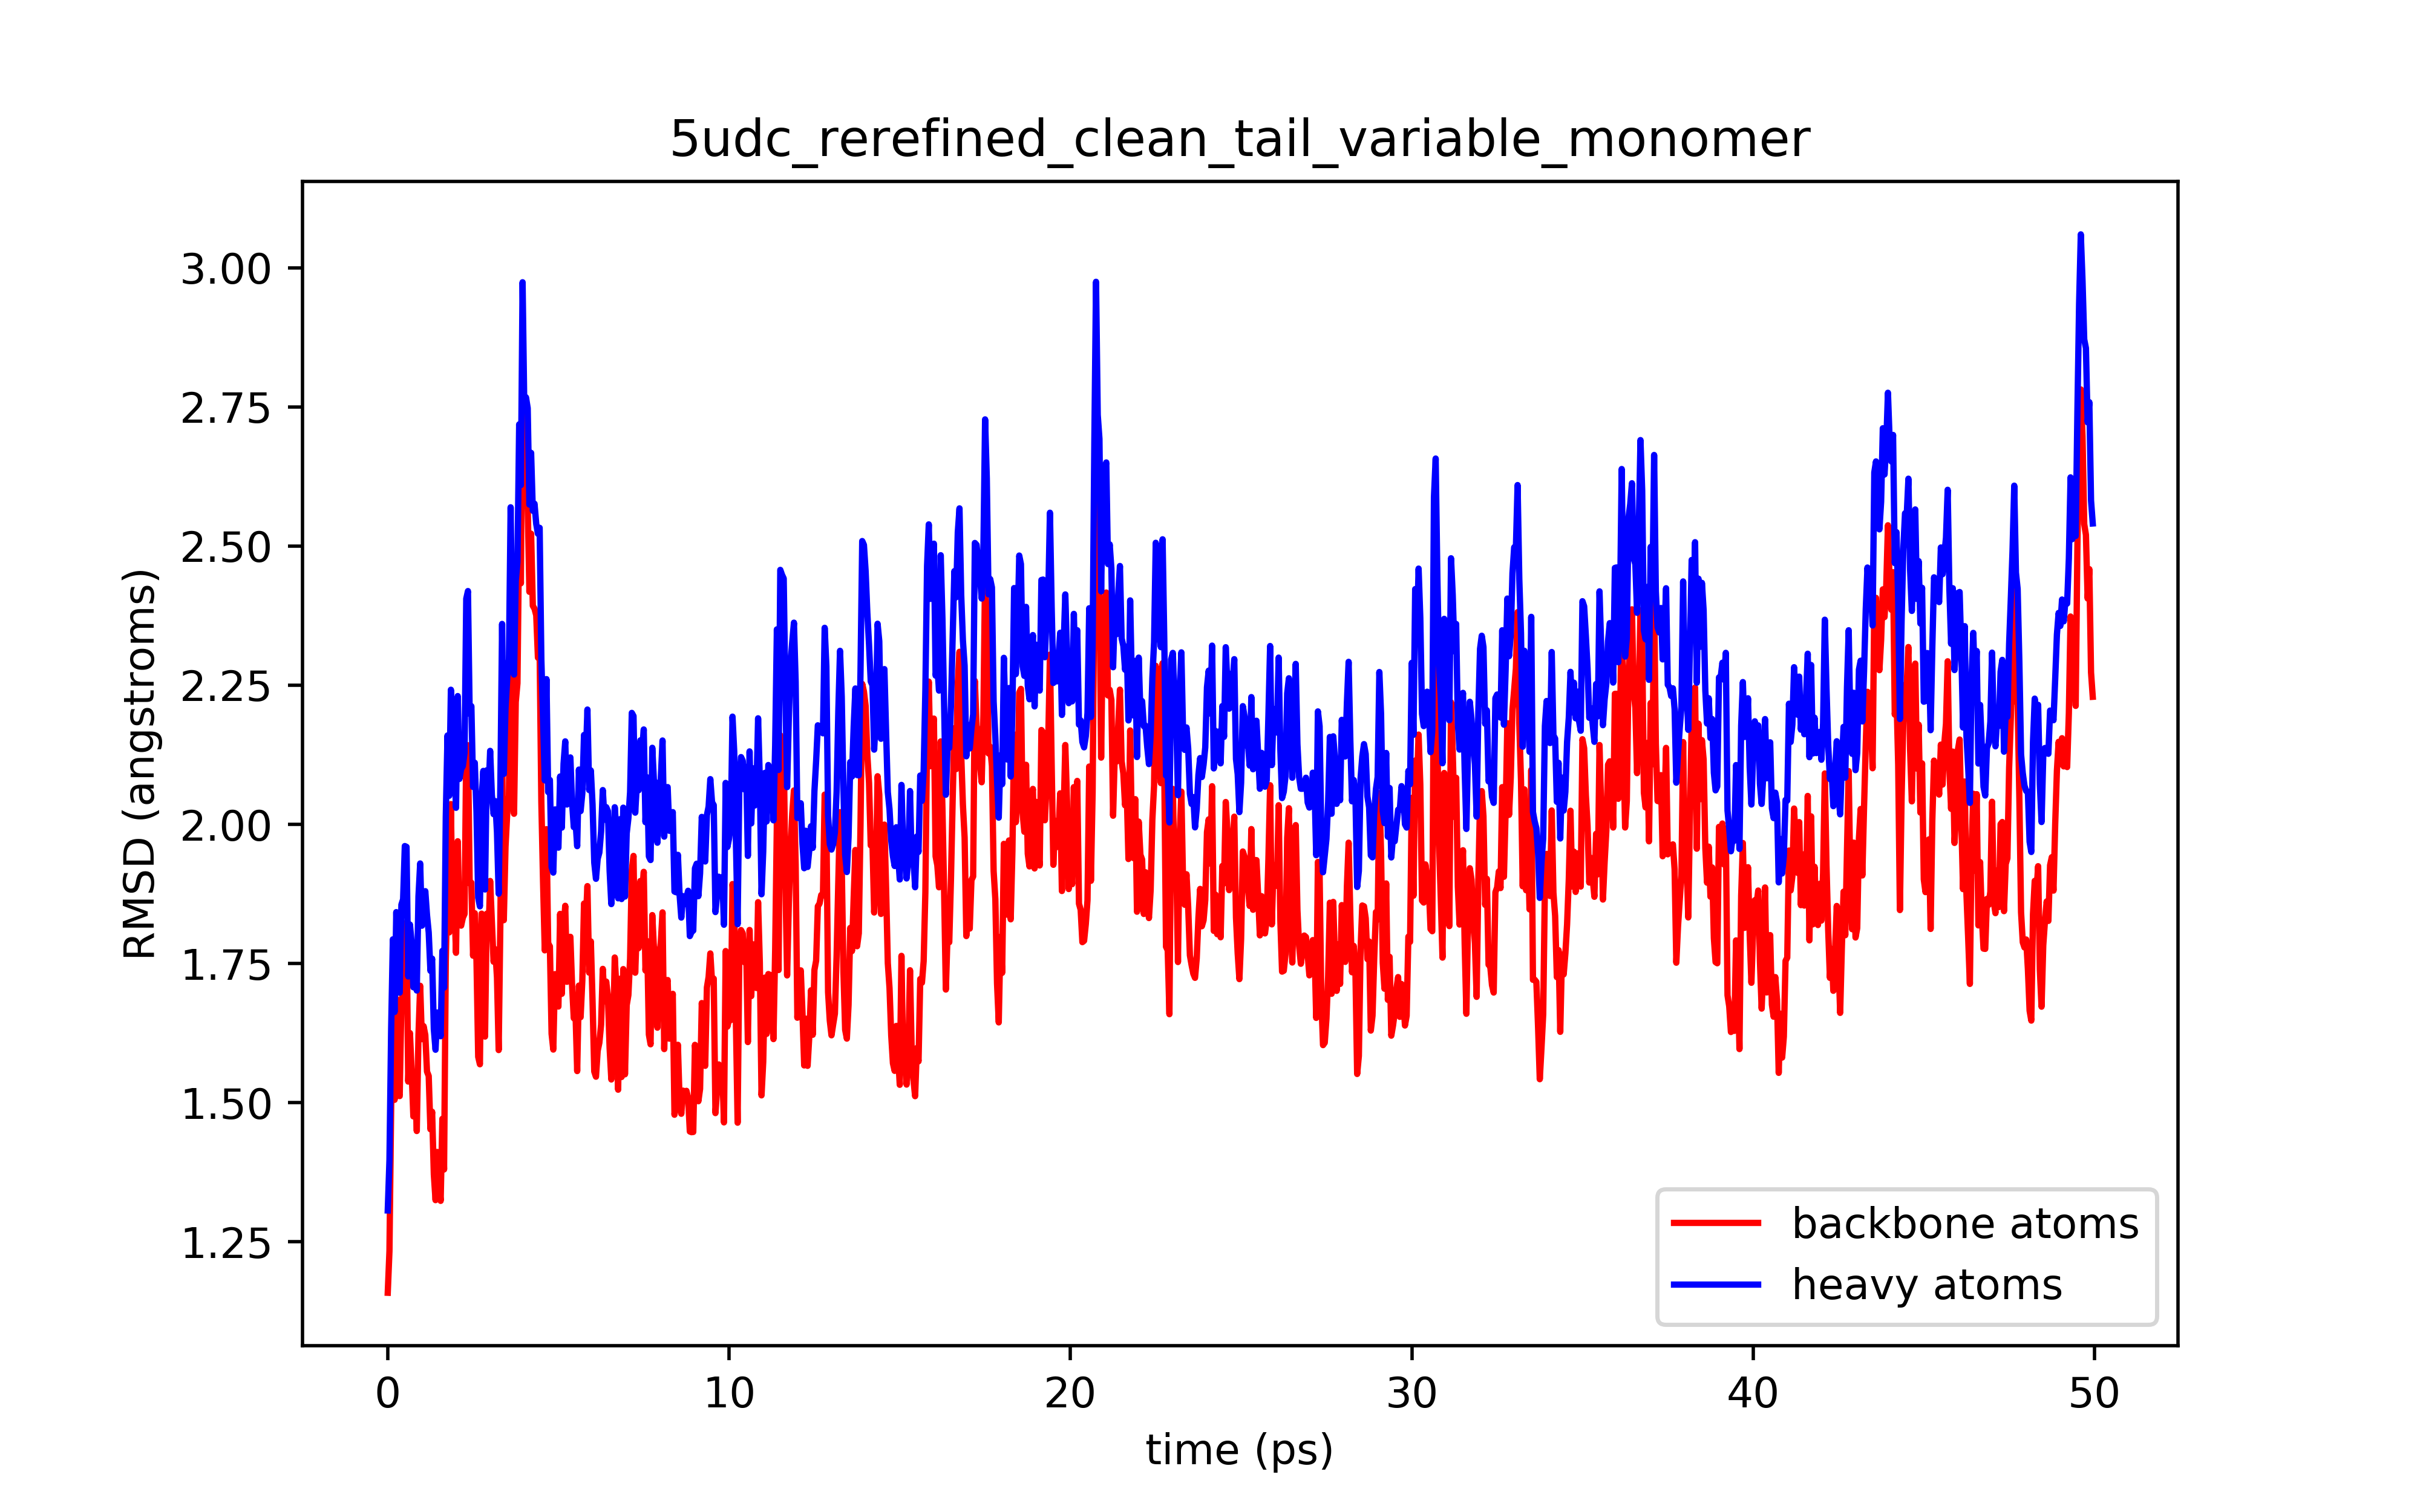 5udc_rerefined_clean_tail_variable_monomer
RMSD (angstroms)
3.00
2.75
2.50
2.25
2.00
1.75
1.50
1.25
backbone atoms
heavy atoms
0 10 20 30 40 50
time (ps)